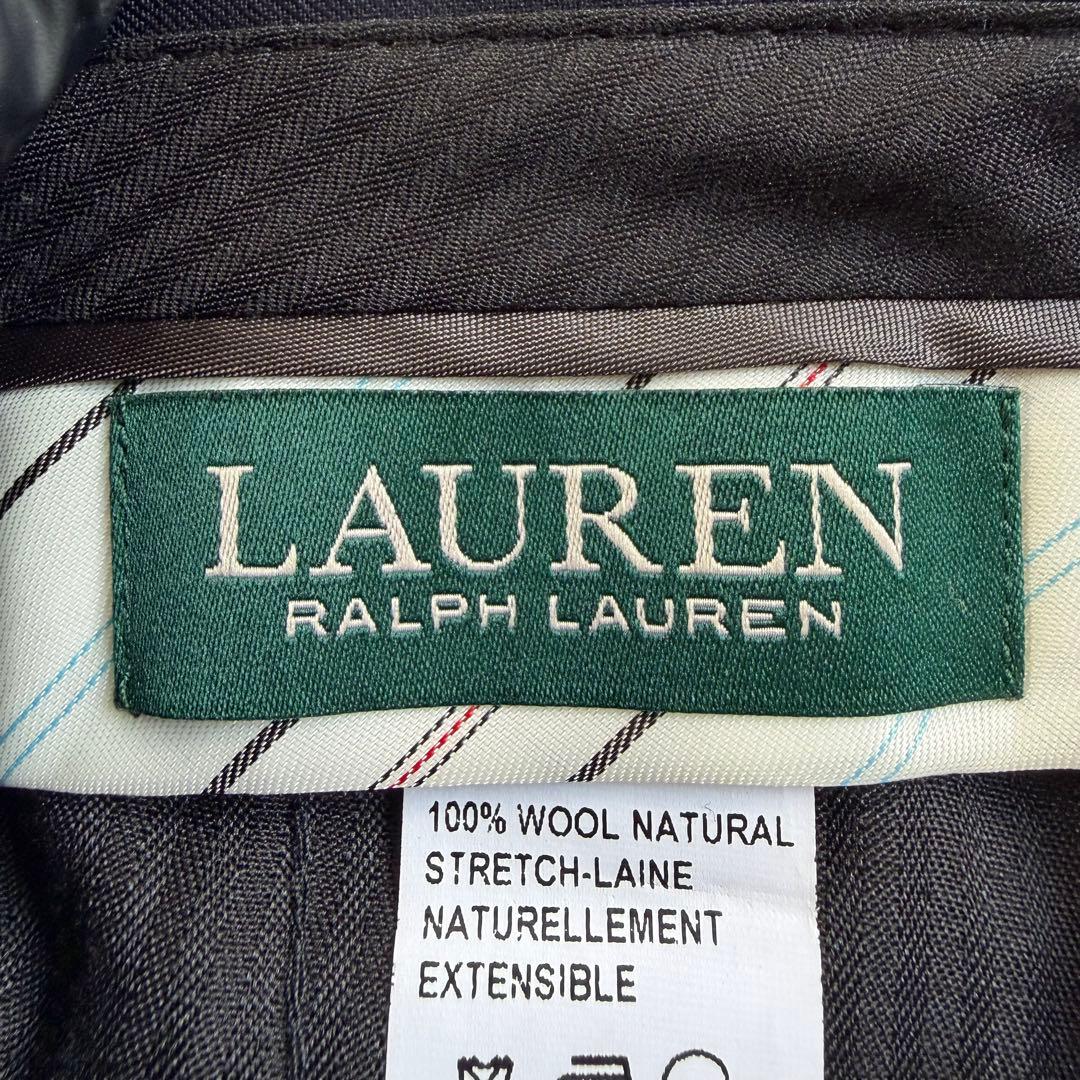 LAUREN
RALPH LAUREN
100% WOOL NATURAL
STRETCH-LAINE
NATURELLEMENT
EXTENSIBLE